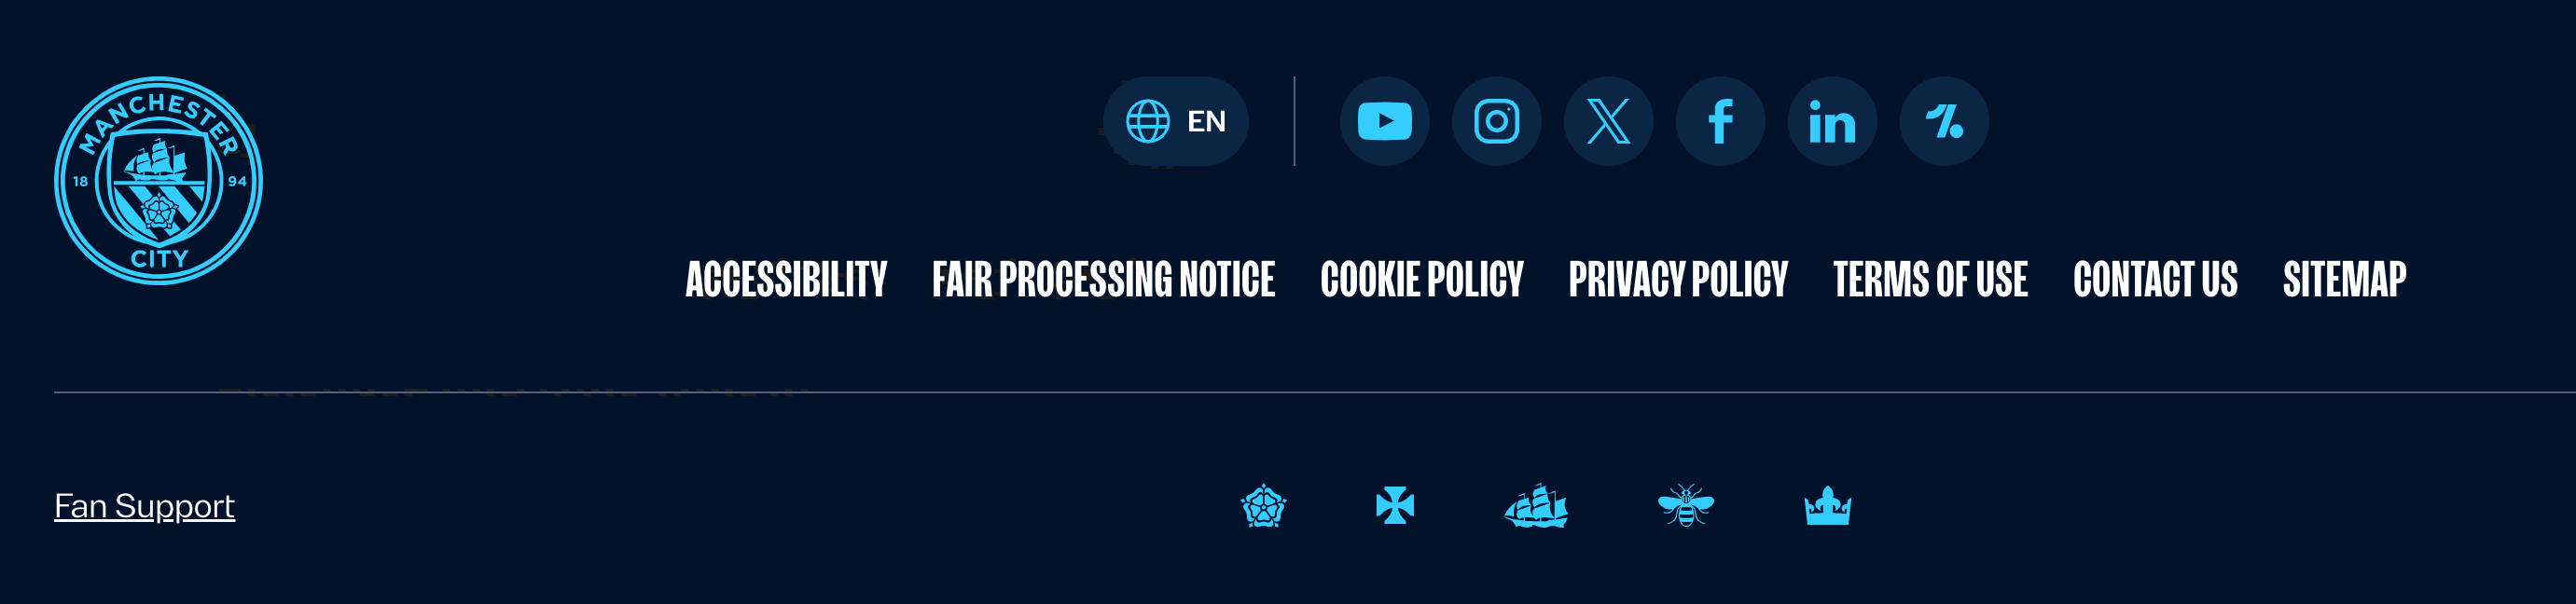 MANCHESTER
18 94
CITY
EN
ACCESSIBILITY FAIR PROCESSING NOTICE COOKIE POLICY PRIVACY POLICY TERMS OF USE CONTACT US SITEMAP
Fan Support